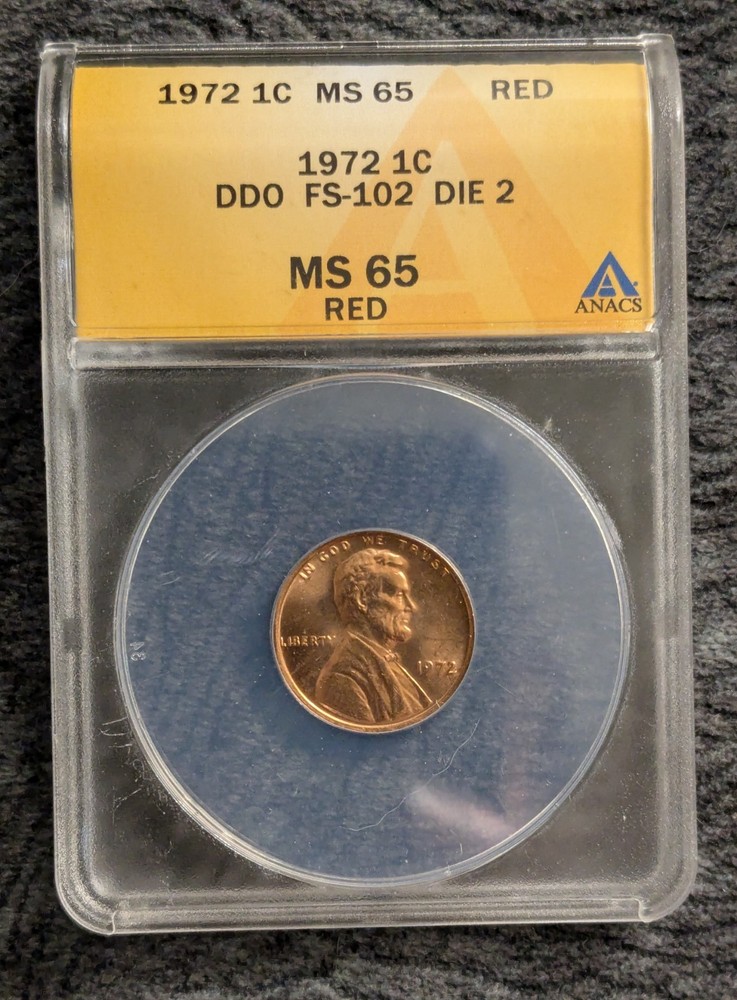 1972 1C MS 65 RED
1972 1C
DDO FS-102 DIE 2
MS 65
RED
ANACS
IN GOD WE TRUST
LIBERTY
1972
34